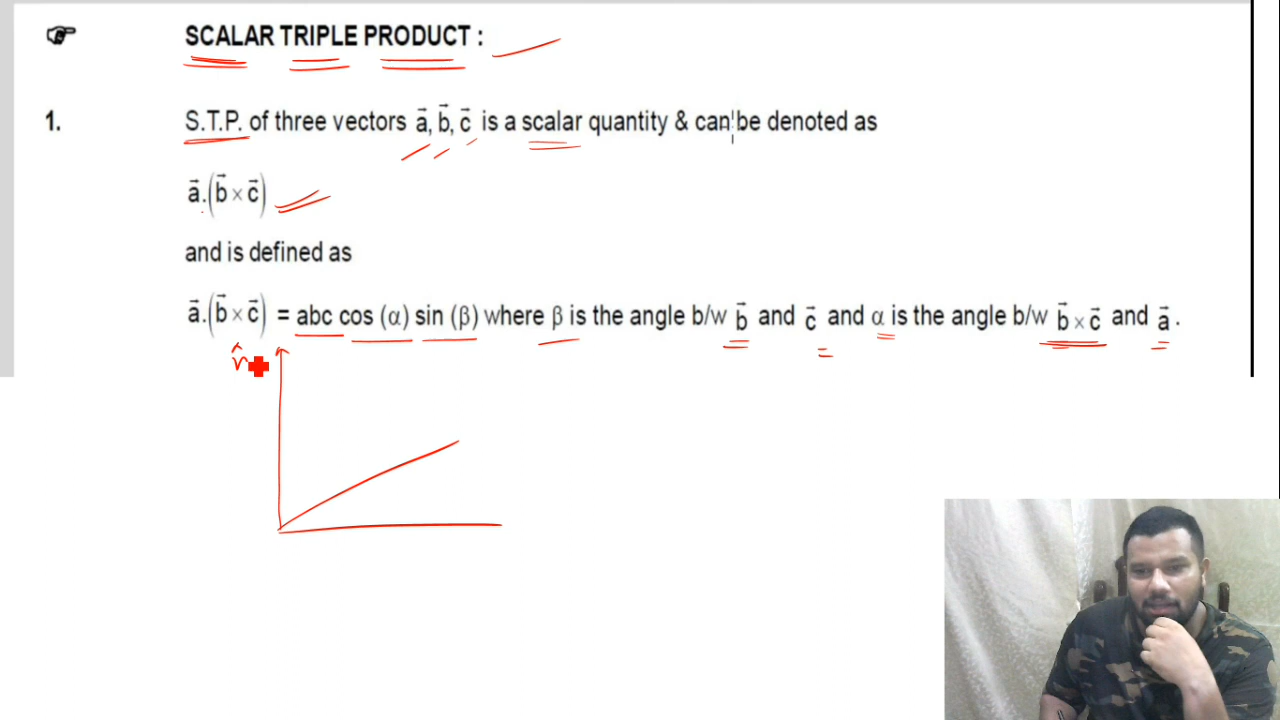 SCALAR TRIPLE PRODUCT :
1. S.T.P. of three vectors a⃗, b⃗, c⃗ is a scalar quantity & can be denoted as
a⃗.(b⃗ × c⃗)
and is defined as
a⃗.(b⃗ × c⃗) = abc cos (α) sin (β) where β is the angle b/w b⃗ and c⃗ and α is the angle b/w b⃗ × c⃗ and a⃗ .